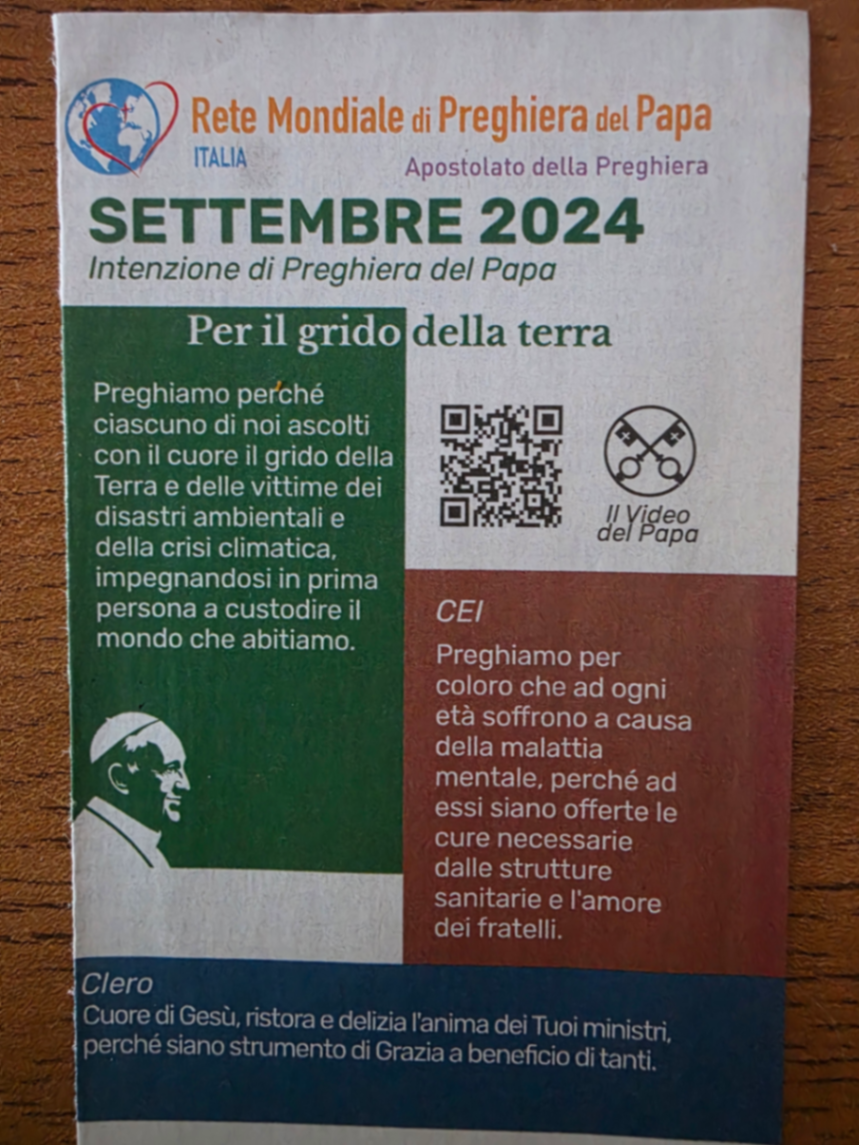 Rete Mondiale di Preghiera del Papa
ITALIA
Apostolato della Preghiera
SETTEMBRE 2024
Intenzione di Preghiera del Papa
Per il grido della terra
Preghiamo perché
ciascuno di noi ascolti
con il cuore il grido della
Terra e delle vittime dei
disastri ambientali e
della crisi climatica,
impegnandosi in prima
persona a custodire il
mondo che abitiamo.
Il Video
del Papa
CEI
Preghiamo per
coloro che ad ogni
età soffrono a causa
della malattia
mentale, perché ad
essi siano offerte le
cure necessarie
dalle strutture
sanitarie e l'amore
dei fratelli.
Clero
Cuore di Gesù, ristora e delizia l'anima dei Tuoi ministri,
perché siano strumento di Grazia a beneficio di tanti.